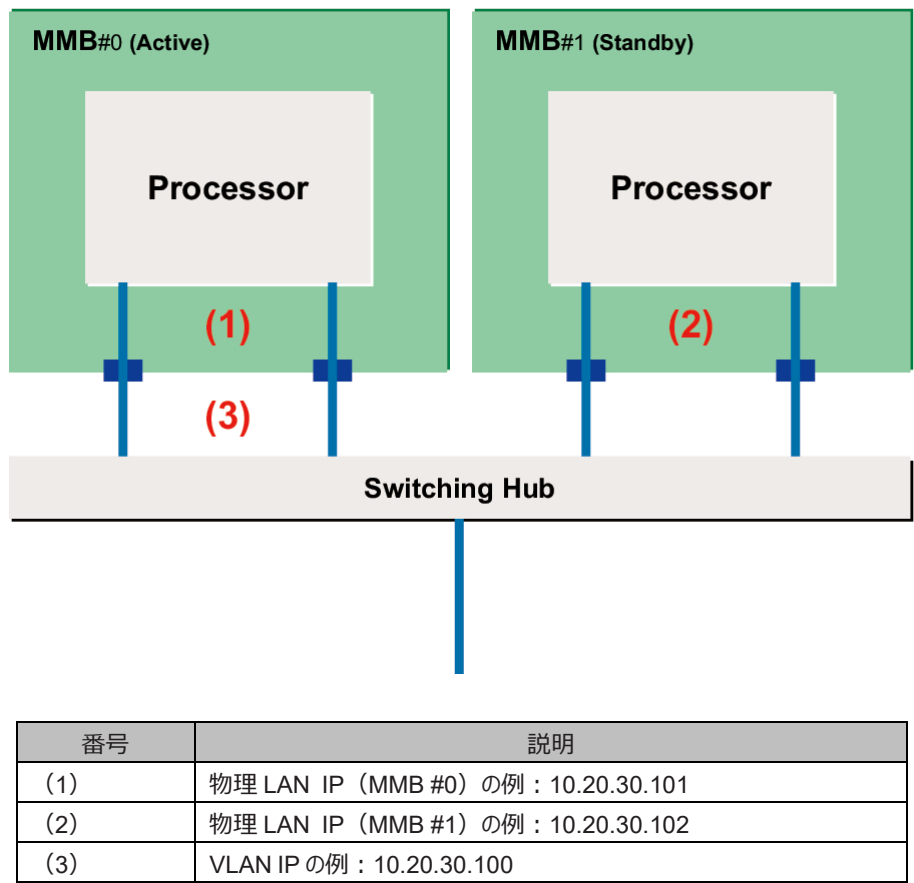 MMB#0 (Active)
MMB#1 (Standby)
Processor
Processor
(1)
(2)
(3)
Switching Hub
番号 説明
（1） 物理 LAN IP（MMB #0）の例：10.20.30.101
（2） 物理 LAN IP（MMB #1）の例：10.20.30.102
（3） VLAN IP の例：10.20.30.100